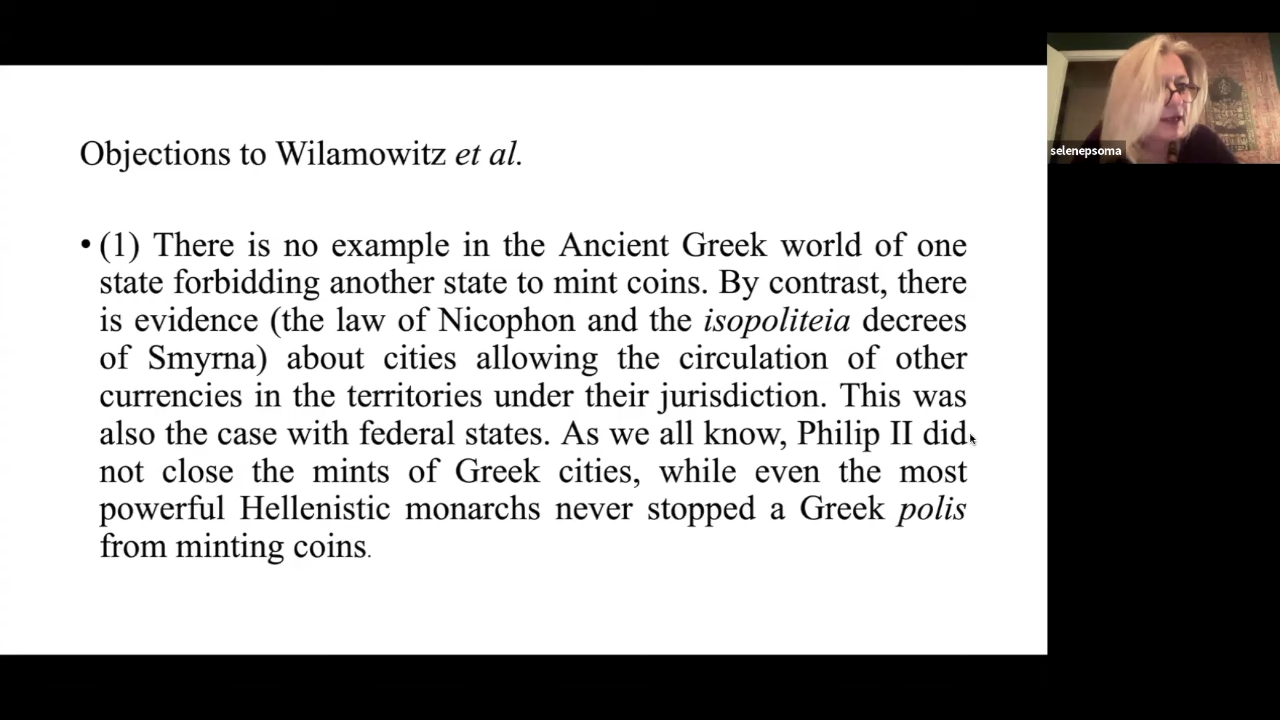 Objections to Wilamowitz et al.
• (1) There is no example in the Ancient Greek world of one
state forbidding another state to mint coins. By contrast, there
is evidence (the law of Nicophon and the isopoliteia decrees
of Smyrna) about cities allowing the circulation of other
currencies in the territories under their jurisdiction. This was
also the case with federal states. As we all know, Philip II did
not close the mints of Greek cities, while even the most
powerful Hellenistic monarchs never stopped a Greek polis
from minting coins.
selenepsoma